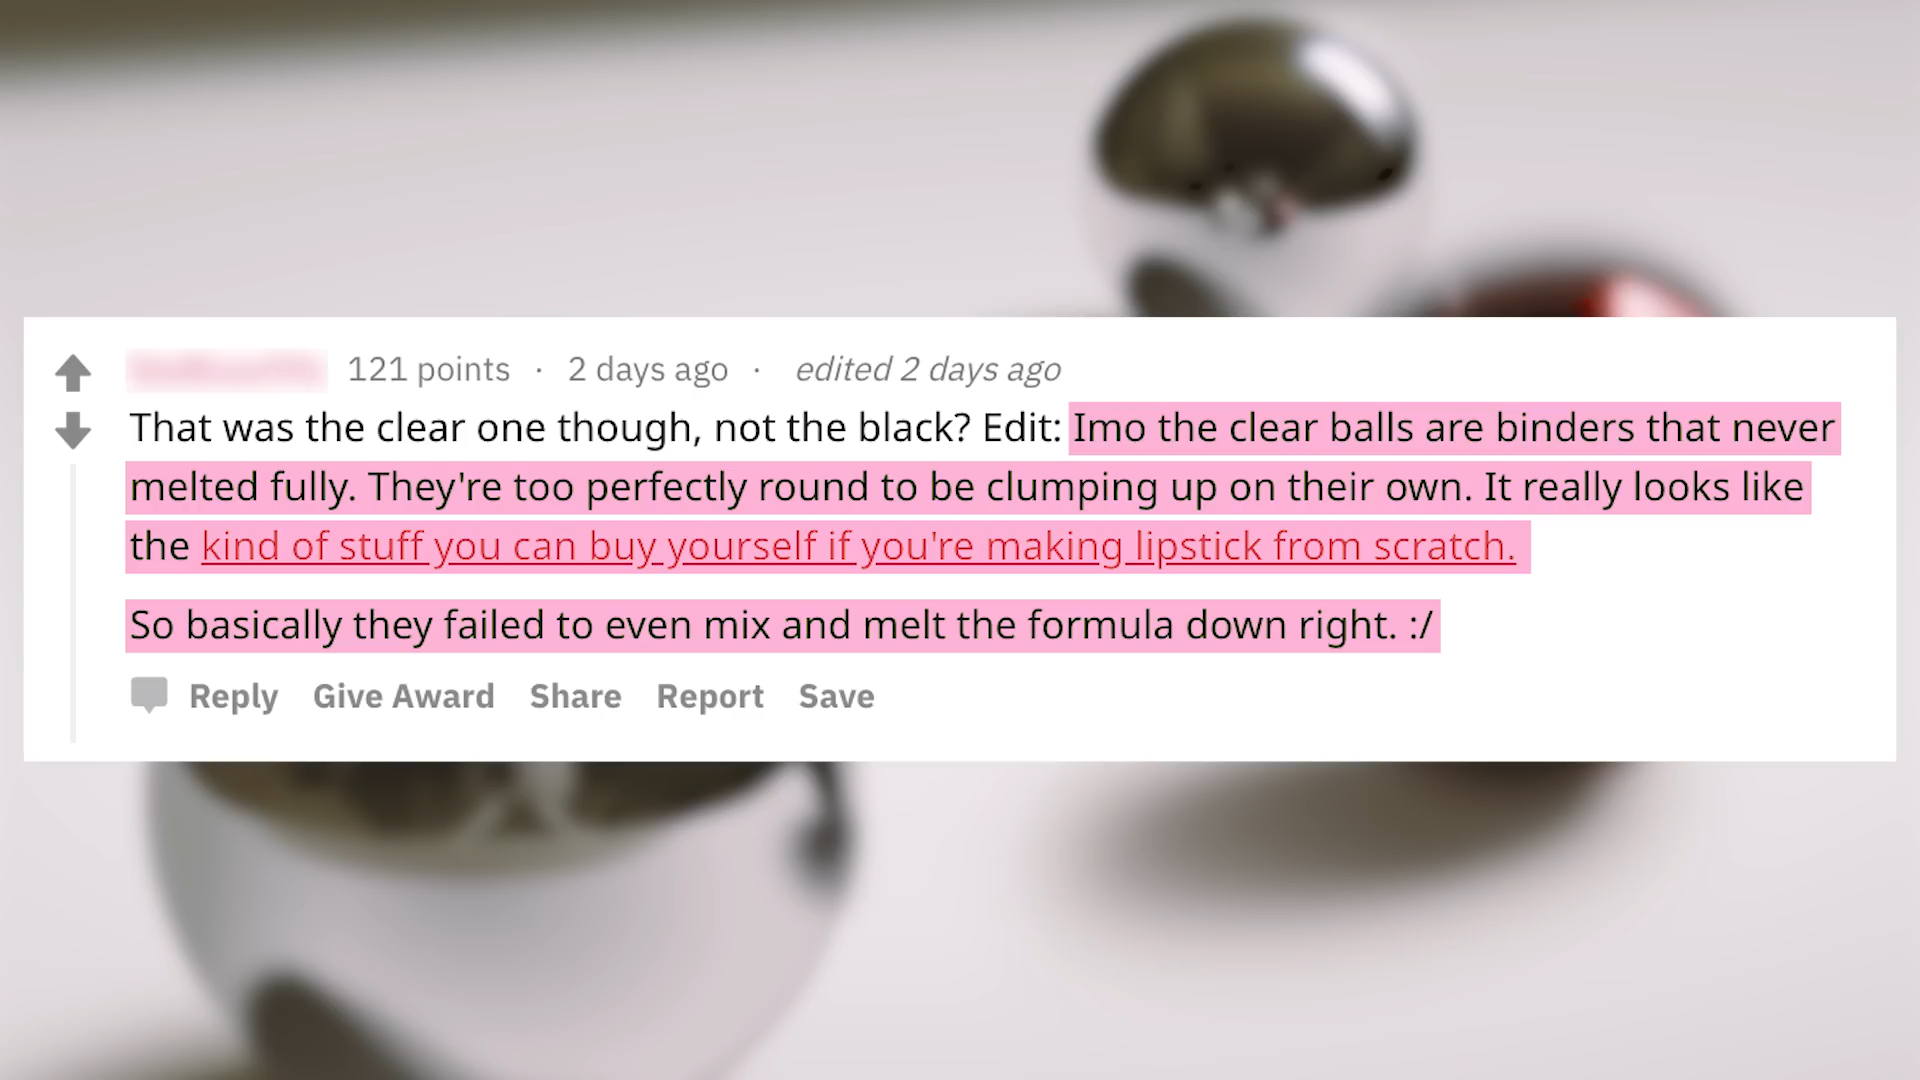 121 points · 2 days ago · edited 2 days ago
That was the clear one though, not the black? Edit: Imo the clear balls are binders that never
melted fully. They're too perfectly round to be clumping up on their own. It really looks like
the kind of stuff you can buy yourself if you're making lipstick from scratch.
So basically they failed to even mix and melt the formula down right. :/
Reply Give Award Share Report Save